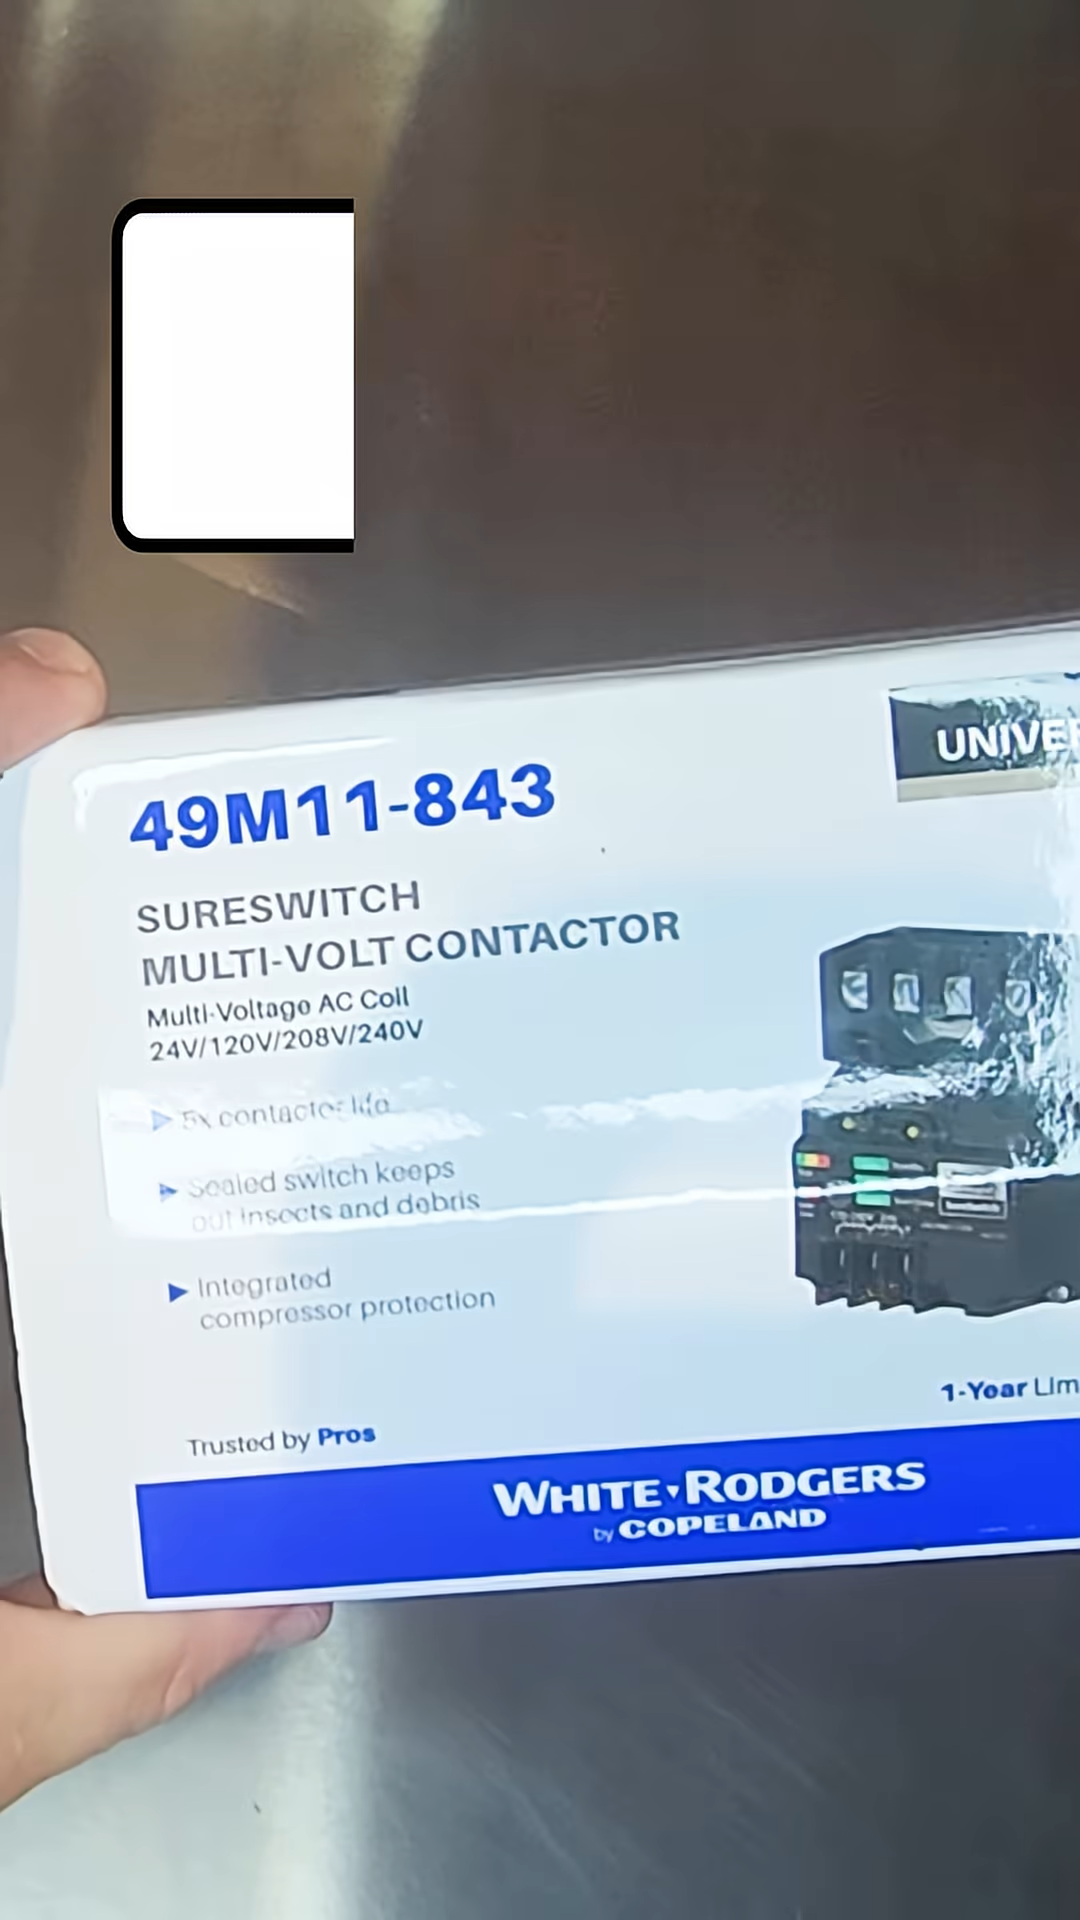 UNIVE
49M11-843
SURESWITCH
MULTI-VOLT CONTACTOR
Multi-Voltage AC Coil
24V/120V/208V/240V
5x contactor life
Sealed switch keeps
out insects and debris
Integrated
compressor protection
1-Year Lim
Trusted by Pros
WHITE RODGERS
by COPELAND